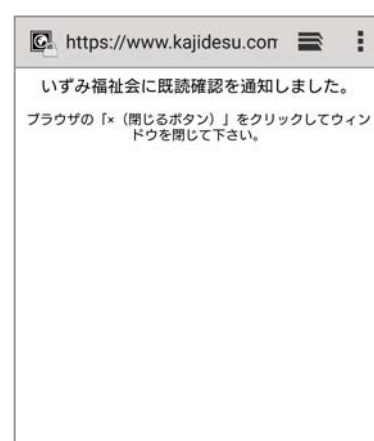 https://www.kajidesu.com
いずみ福祉会に既読確認を通知しました。
ブラウザの「×（閉じるボタン）」をクリックしてウィン
ドウを閉じて下さい。